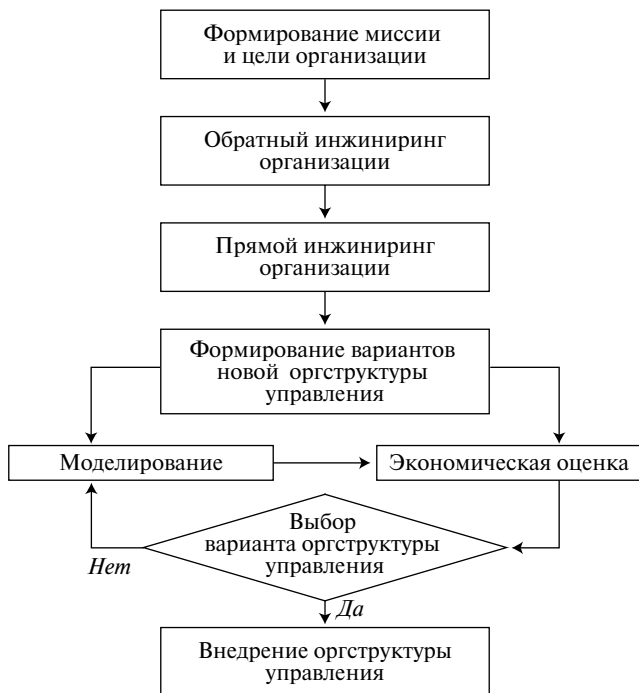 Формирование миссии
и цели организации
Обратный инжиниринг
организации
Прямой инжиниринг
организации
Формирование вариантов
новой оргструктуры
управления
Моделирование
Экономическая оценка
Выбор
варианта оргструктуры
управления
Нет
Да
Внедрение оргструктуры
управления